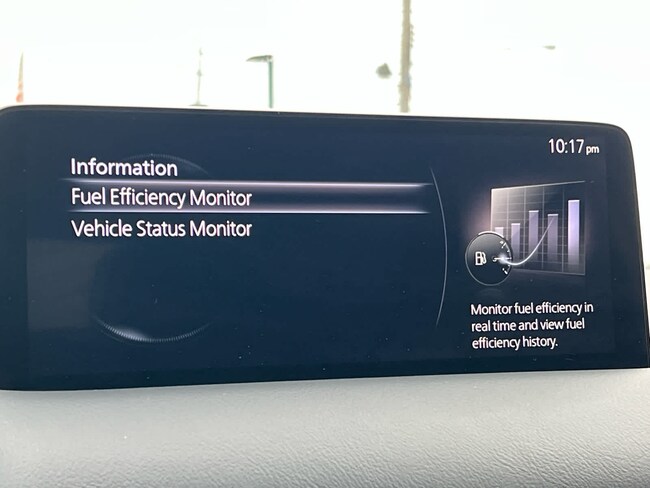 10:17 pm
Information
Fuel Efficiency Monitor
Vehicle Status Monitor
Monitor fuel efficiency in
real time and view fuel
efficiency history.